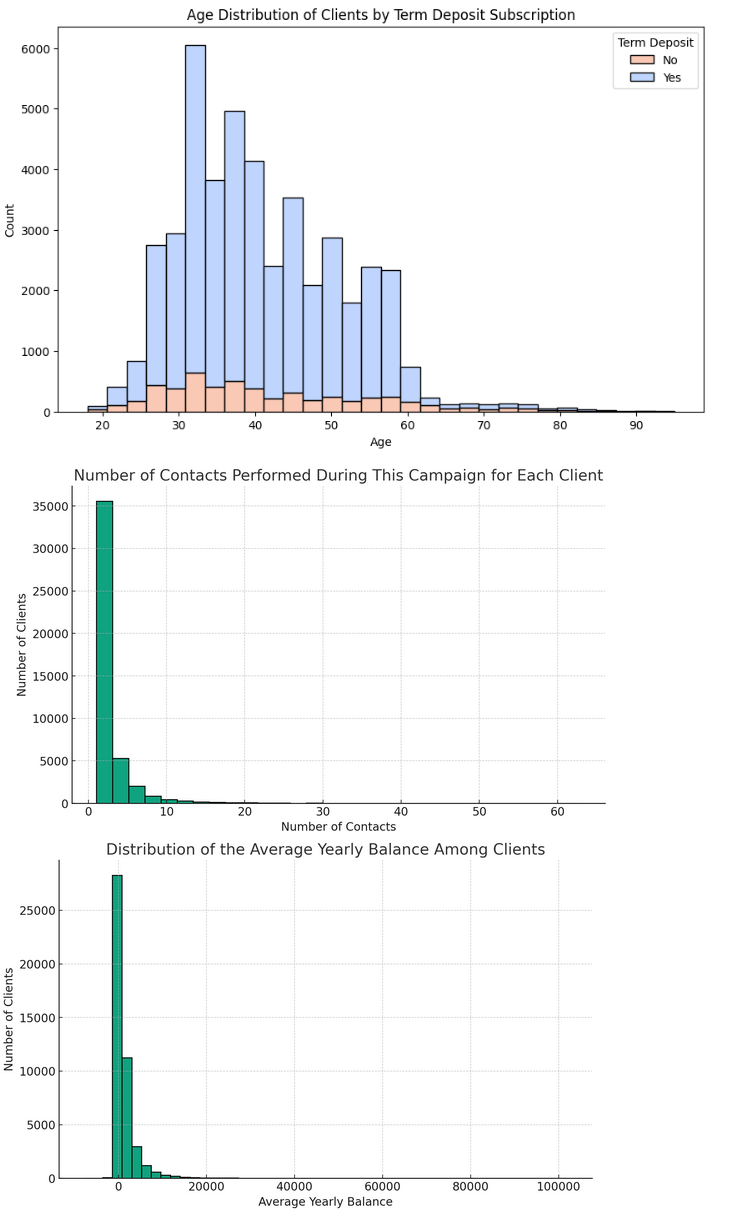 Age Distribution of Clients by Term Deposit Subscription
Term Deposit
No
Yes
6000
5000
4000
3000
2000
1000
0
Count
20 30 40 50 60 70 80 90
Age
Number of Contacts Performed During This Campaign for Each Client
35000
30000
25000
20000
15000
10000
5000
0
Number of Clients
0 10 20 30 40 50 60
Number of Contacts
Distribution of the Average Yearly Balance Among Clients
25000
20000
15000
10000
5000
0
Number of Clients
0 20000 40000 60000 80000 100000
Average Yearly Balance